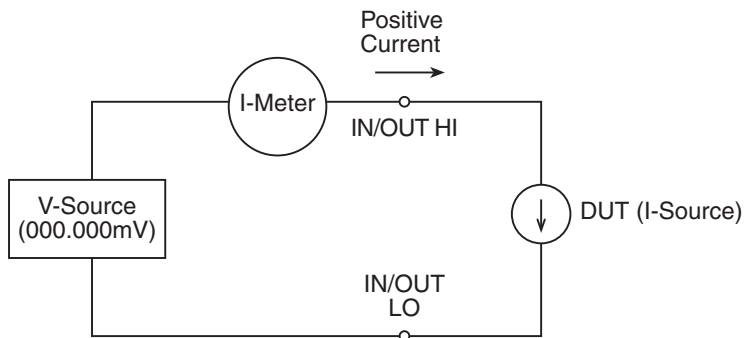 Positive
Current
I-Meter
IN/OUT HI
V-Source
(000.000mV)
DUT (I-Source)
IN/OUT
LO